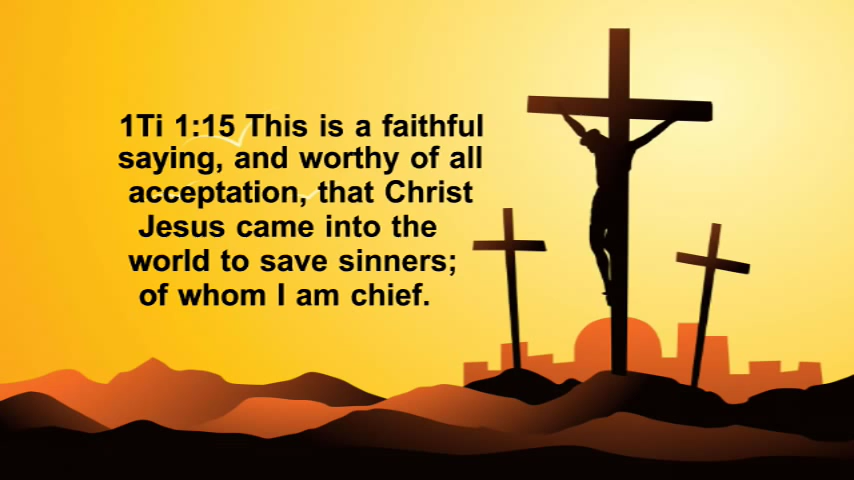 1Ti 1:15 This is a faithful
saying, and worthy of all
acceptation, that Christ
Jesus came into the
world to save sinners;
of whom I am chief.